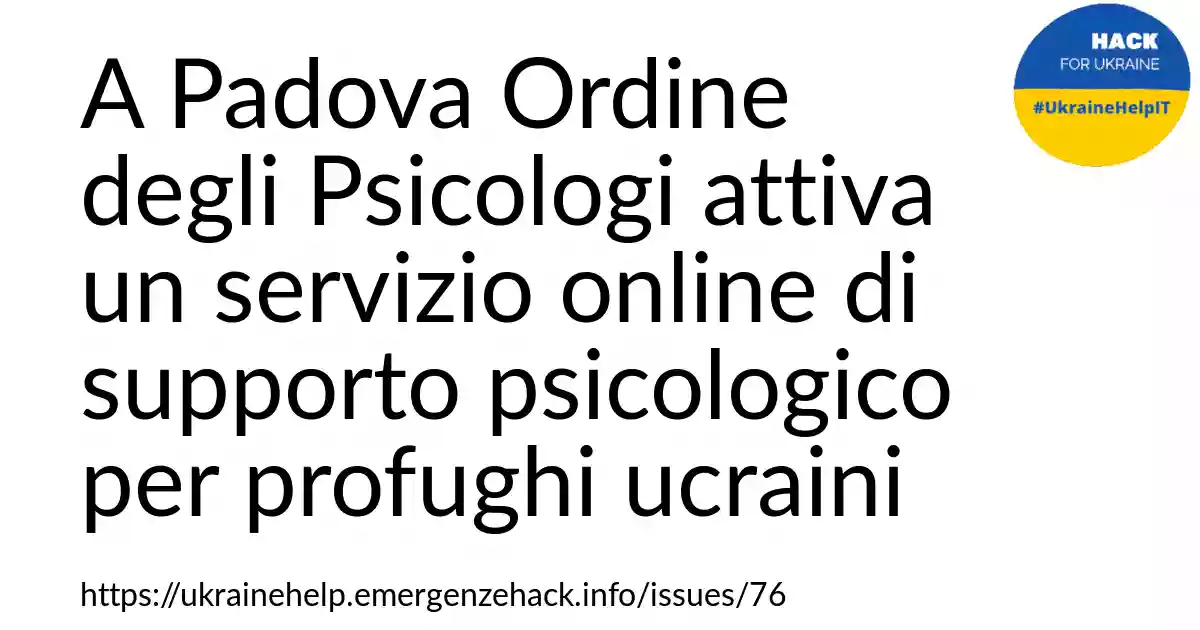 A Padova Ordine
degli Psicologi attiva
un servizio online di
supporto psicologico
per profughi ucraini
https://ukrainehelp.emergenzehack.info/issues/76
HACK
FOR UKRAINE
#UkraineHelpIT